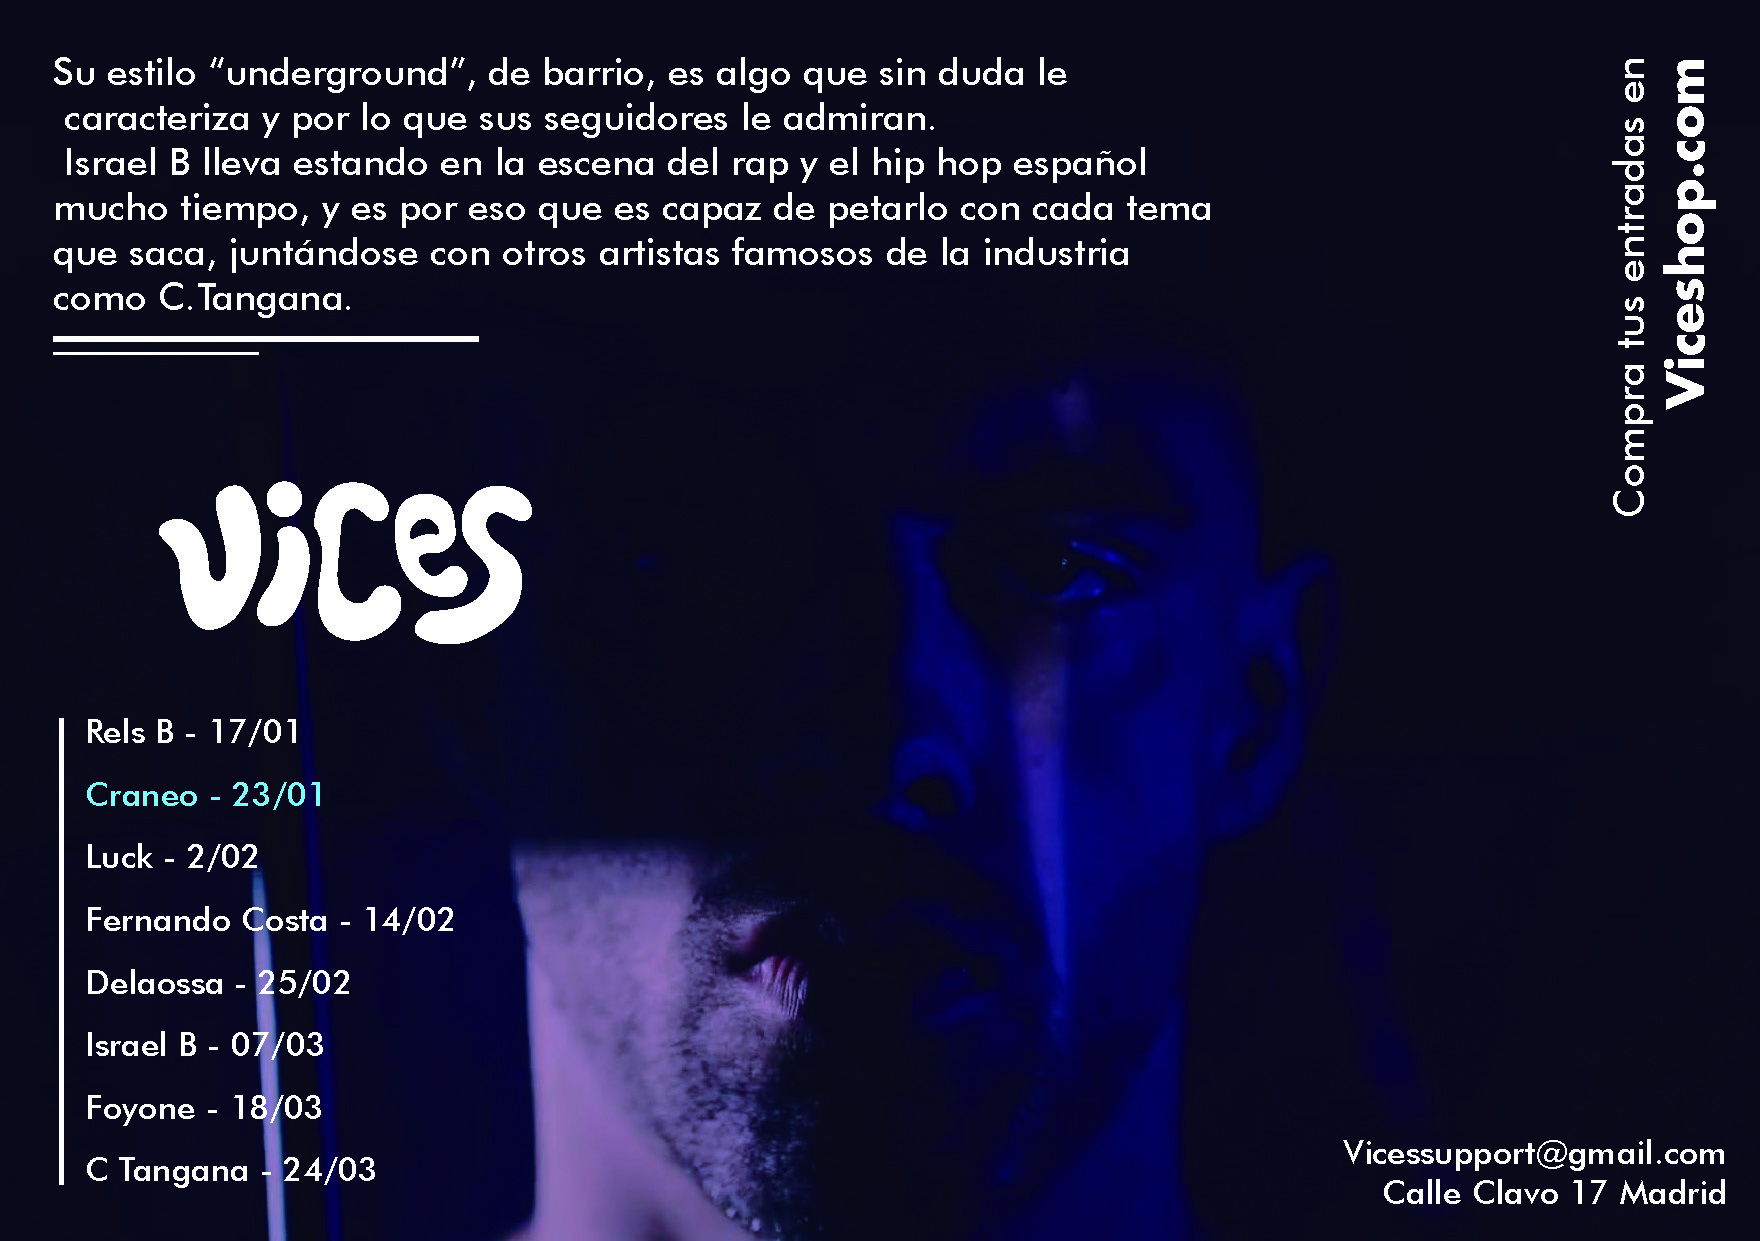 Su estilo “underground”, de barrio, es algo que sin duda le
caracteriza y por lo que sus seguidores le admiran.
Israel B lleva estando en la escena del rap y el hip hop español
mucho tiempo, y es por eso que es capaz de petarlo con cada tema
que saca, juntándose con otros artistas famosos de la industria
como C.Tangana.
Compra tus entradas en
Viceshop.com
vices
Rels B - 17/01
Craneo - 23/01
Luck - 2/02
Fernando Costa - 14/02
Delaossa - 25/02
Israel B - 07/03
Foyone - 18/03
C Tangana - 24/03
Vicessupport@gmail.com
Calle Clavo 17 Madrid